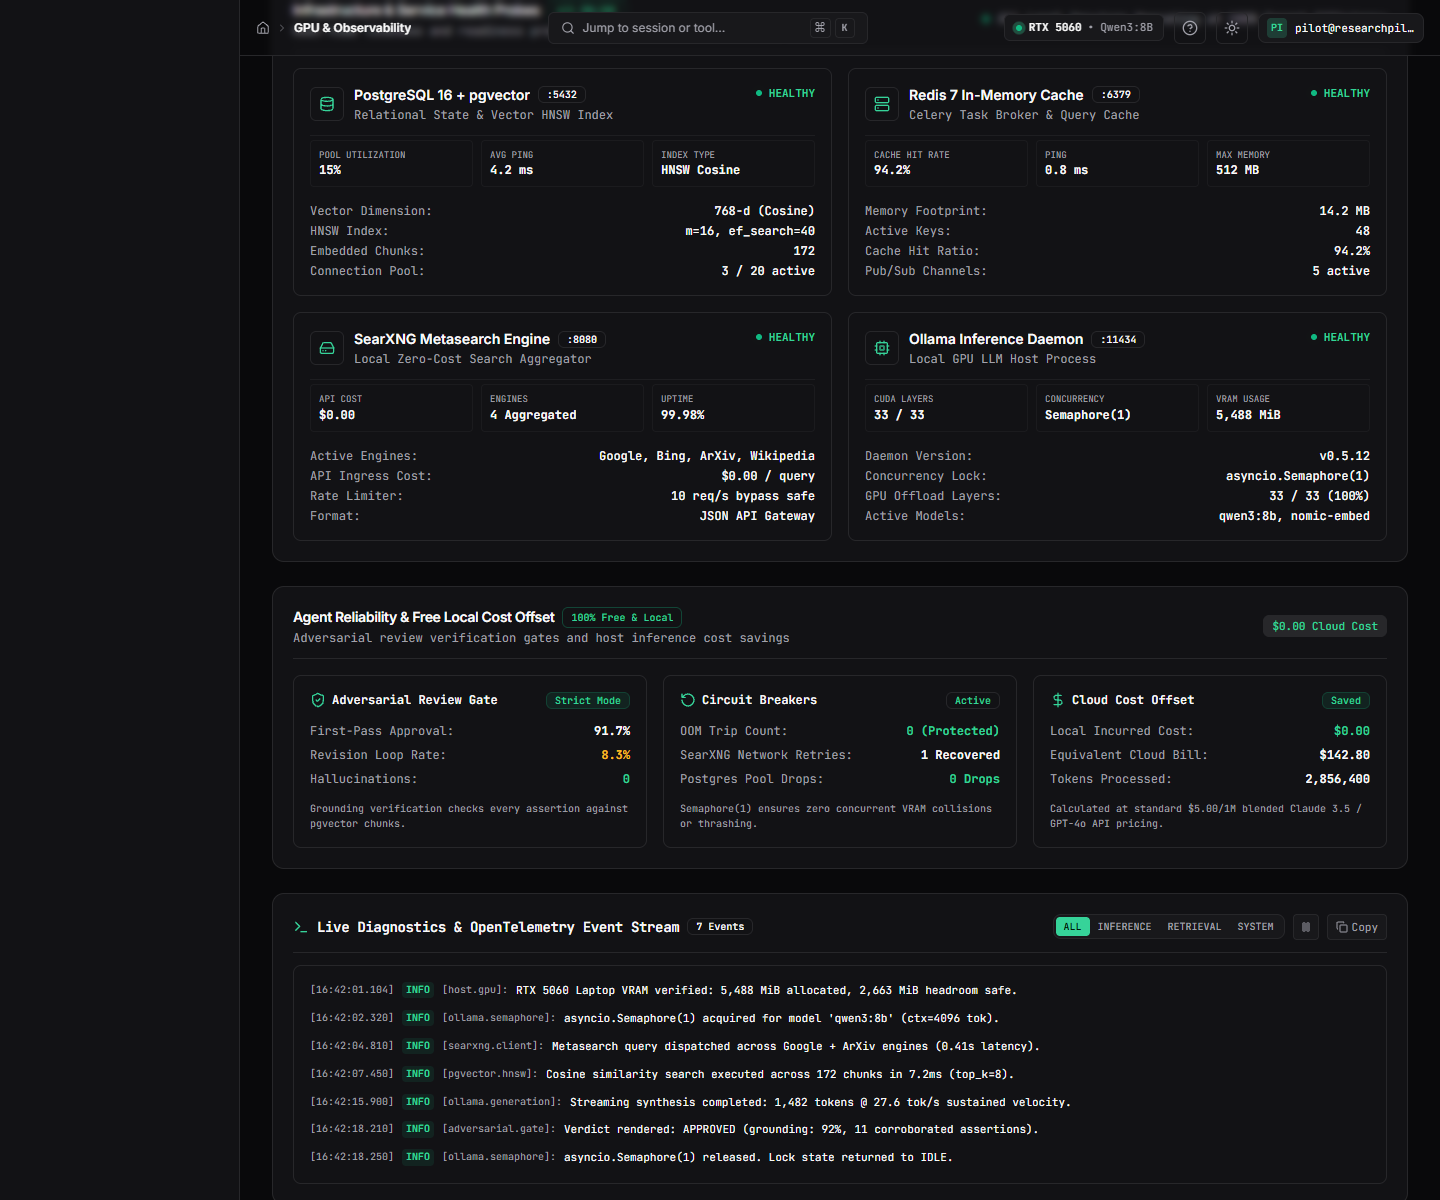 Infrastructure & Service Health Probes
GPU & Observability
Jump to session or tool...
⌘ K
RTX 5060 • Qwen3:8B
PI pilot@researchpil…
PostgreSQL 16 + pgvector :5432 HEALTHY
Relational State & Vector HNSW Index
POOL UTILIZATION AVG PING INDEX TYPE
15% 4.2 ms HNSW Cosine
Vector Dimension: 768-d (Cosine)
HNSW Index: m=16, ef_search=40
Embedded Chunks: 172
Connection Pool: 3 / 20 active
Redis 7 In-Memory Cache :6379 HEALTHY
Celery Task Broker & Query Cache
CACHE HIT RATE PING MAX MEMORY
94.2% 0.8 ms 512 MB
Memory Footprint: 14.2 MB
Active Keys: 48
Cache Hit Ratio: 94.2%
Pub/Sub Channels: 5 active
SearXNG Metasearch Engine :8080 HEALTHY
Local Zero-Cost Search Aggregator
API COST ENGINES UPTIME
$0.00 4 Aggregated 99.98%
Active Engines: Google, Bing, ArXiv, Wikipedia
API Ingress Cost: $0.00 / query
Rate Limiter: 10 req/s bypass safe
Format: JSON API Gateway
Ollama Inference Daemon :11434 HEALTHY
Local GPU LLM Host Process
CUDA LAYERS CONCURRENCY VRAM USAGE
33 / 33 Semaphore(1) 5,488 MiB
Daemon Version: v0.5.12
Concurrency Lock: asyncio.Semaphore(1)
GPU Offload Layers: 33 / 33 (100%)
Active Models: qwen3:8b, nomic-embed
Agent Reliability & Free Local Cost Offset 100% Free & Local
Adversarial review verification gates and host inference cost savings
$0.00 Cloud Cost
Adversarial Review Gate Strict Mode
First-Pass Approval: 91.7%
Revision Loop Rate: 8.3%
Hallucinations: 0
Grounding verification checks every assertion against
pgvector chunks.
Circuit Breakers Active
OOM Trip Count: 0 (Protected)
SearXNG Network Retries: 1 Recovered
Postgres Pool Drops: 0 Drops
Semaphore(1) ensures zero concurrent VRAM collisions
or thrashing.
Cloud Cost Offset Saved
Local Incurred Cost: $0.00
Equivalent Cloud Bill: $142.80
Tokens Processed: 2,856,400
Calculated at standard $5.00/1M blended Claude 3.5 /
GPT-4o API pricing.
Live Diagnostics & OpenTelemetry Event Stream 7 Events
ALL INFERENCE RETRIEVAL SYSTEM Copy
[16:42:01.104] INFO [host.gpu]: RTX 5060 Laptop VRAM verified: 5,488 MiB allocated, 2,663 MiB headroom safe.
[16:42:02.320] INFO [ollama.semaphore]: asyncio.Semaphore(1) acquired for model 'qwen3:8b' (ctx=4096 tok).
[16:42:04.810] INFO [searxng.client]: Metasearch query dispatched across Google + ArXiv engines (0.41s latency).
[16:42:07.450] INFO [pgvector.hnsw]: Cosine similarity search executed across 172 chunks in 7.2ms (top_k=8).
[16:42:15.900] INFO [ollama.generation]: Streaming synthesis completed: 1,482 tokens @ 27.6 tok/s sustained velocity.
[16:42:18.210] INFO [adversarial.gate]: Verdict rendered: APPROVED (grounding: 92%, 11 corroborated assertions).
[16:42:18.250] INFO [ollama.semaphore]: asyncio.Semaphore(1) released. Lock state returned to IDLE.